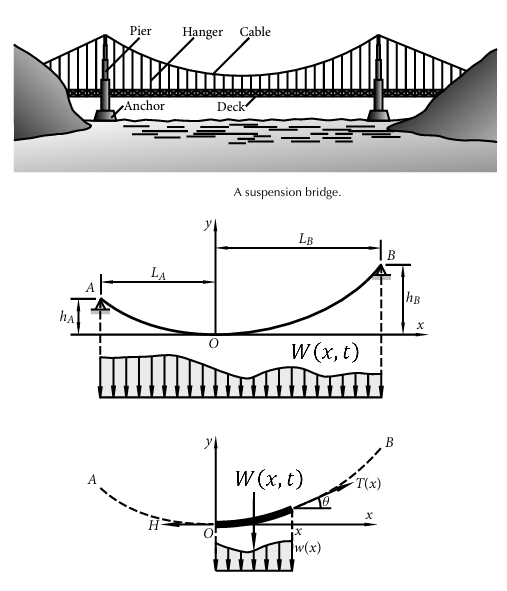 Pier
Hanger
Cable
Anchor
Deck
A suspension bridge.
y
L_B
B
L_A
A
h_A
h_B
O
x
W(x, t)
y
B
A
W(x, t)
T(x)
θ
H
O
x
x
w(x)